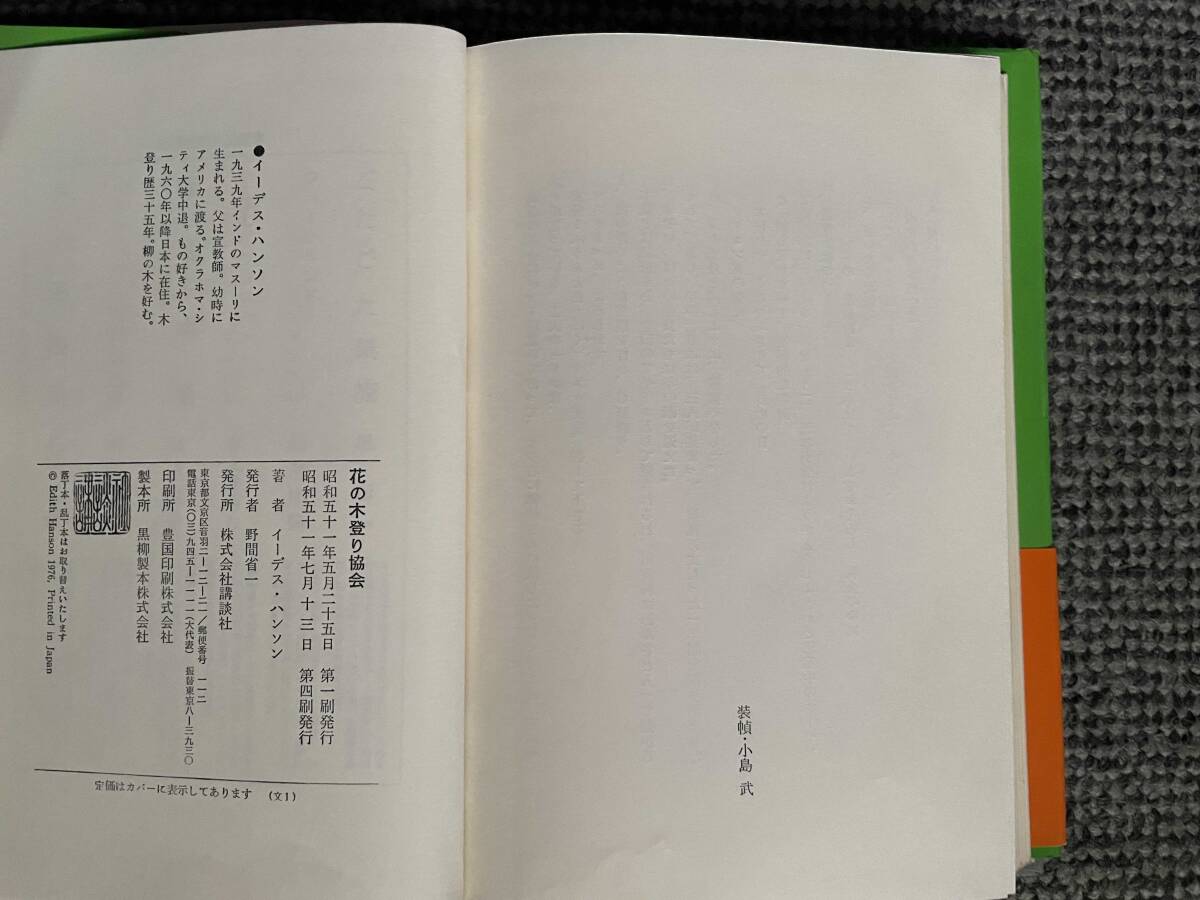 装幀・小島 武
●イーデス・ハンソン
一九三九年インドのマスーリに
生まれる。父は宣教師。幼時に
アメリカに渡る。オクラホマ・シ
ティ大学中退。もの好きから、
一九六〇年以降日本に在住。木
登り歴三十五年。柳の木を好む。
花の木登り協会
昭和五十一年五月二十五日 第一刷発行
昭和五十一年七月十三日 第四刷発行
著 者 イーデス・ハンソン
発行者 野間省一
発行所 株式会社講談社
東京都文京区音羽二ー一二ー二一/郵便番号 一一二
電話東京(〇三)九四五ー一一一一(大代表) 振替東京八ー三九三〇
印刷所 豊国印刷株式会社
製本所 黒柳製本株式会社
落丁本・乱丁本はお取り替えいたします
© Edith Hanson 1976, Printed in Japan
定価はカバーに表示してあります (文1)